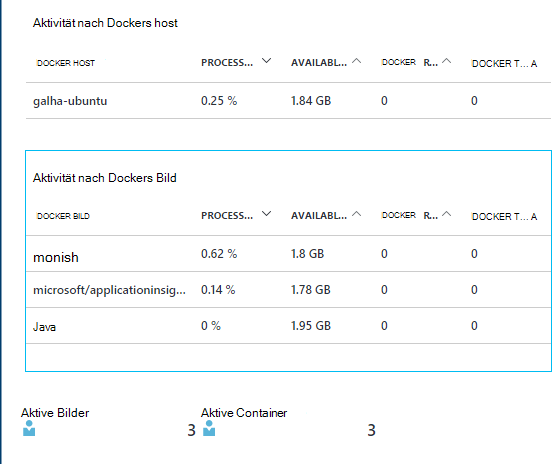 Aktivität nach Dockers host
DOCKER HOST PROCESS... AVAILABL... DOCKER R... DOCKER T... A
galha-ubuntu 0.25 % 1.84 GB 0 0
Aktivität nach Dockers Bild
DOCKER BILD PROCESS... AVAILABL... DOCKER R... DOCKER T... A
monish 0.62 % 1.8 GB 0 0
microsoft/applicationinsig... 0.14 % 1.78 GB 0 0
Java 0 % 1.95 GB 0 0
Aktive Bilder Aktive Container
3 3